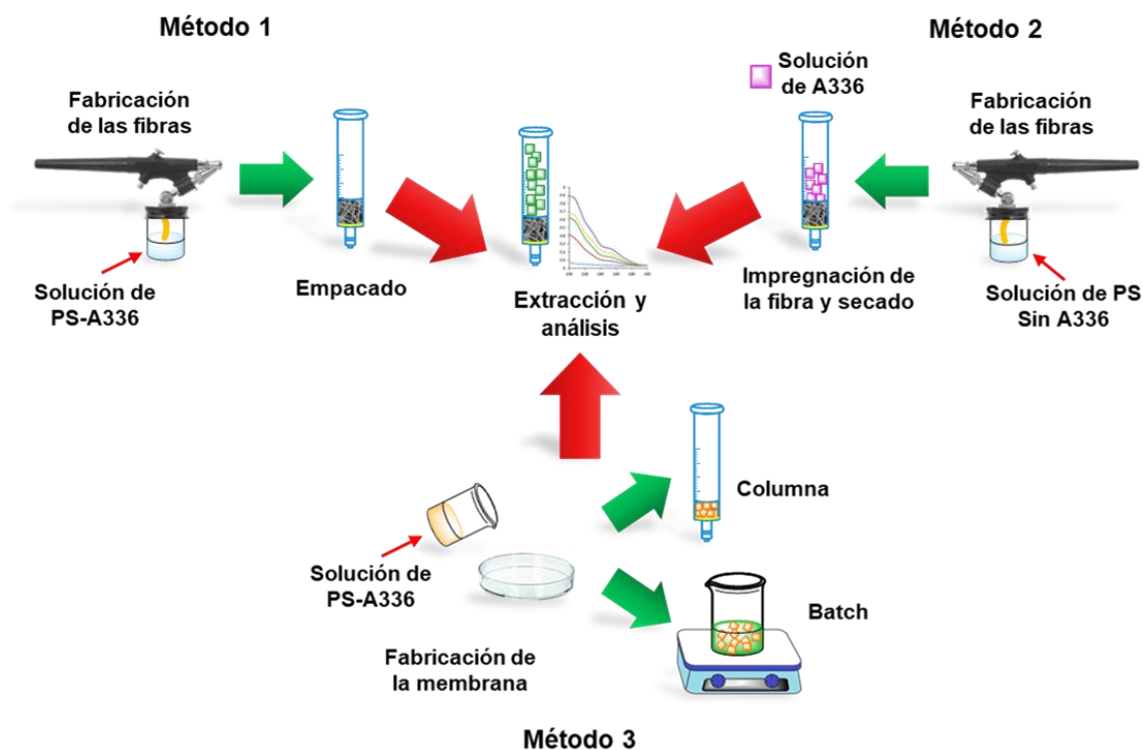 Método 1
Fabricación
de las fibras
Solución de
PS-A336
Empacado
Extracción y
análisis
Método 2
Solución
de A336
Fabricación
de las fibras
Impregnación de
la fibra y secado
Solución de PS
Sin A336
Solución de
PS-A336
Fabricación de
la membrana
Columna
Batch
Método 3